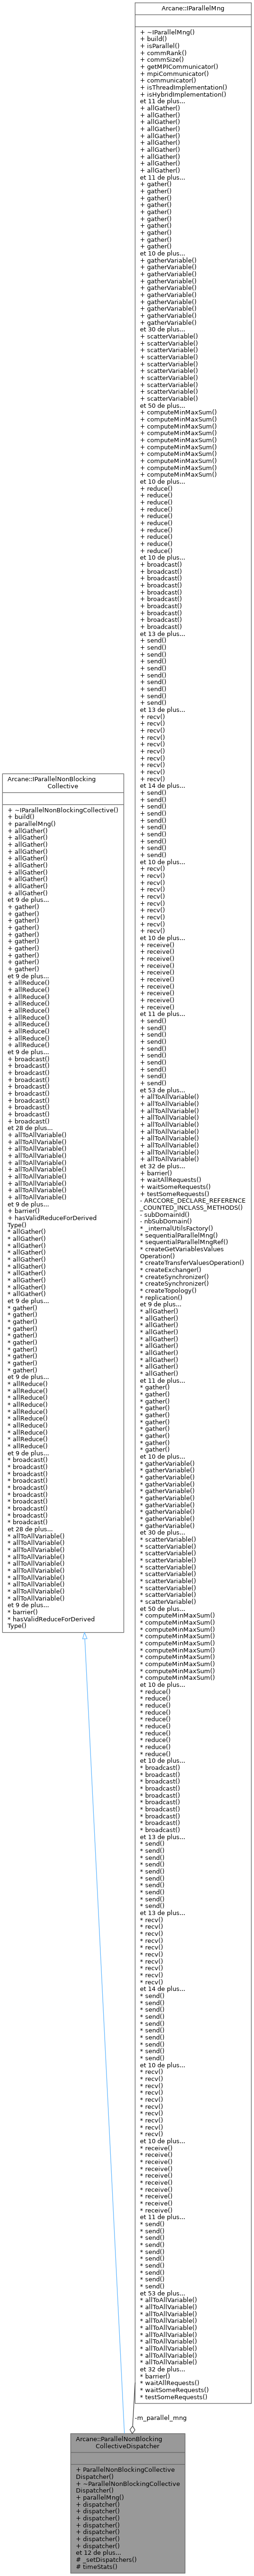 Arcane::IParallelMng
+ ~IParallelMng()
+ build()
+ isParallel()
+ commRank()
+ commSize()
+ getMPICommunicator()
+ mpiCommunicator()
+ communicator()
+ isThreadImplementation()
+ isHybridImplementation()
et 11 de plus...
+ allGather()
+ allGather()
+ allGather()
+ allGather()
+ allGather()
+ allGather()
+ allGather()
+ allGather()
+ allGather()
+ allGather()
et 11 de plus...
+ gather()
+ gather()
+ gather()
+ gather()
+ gather()
+ gather()
+ gather()
+ gather()
+ gather()
+ gather()
et 10 de plus...
+ gatherVariable()
+ gatherVariable()
+ gatherVariable()
+ gatherVariable()
+ gatherVariable()
+ gatherVariable()
+ gatherVariable()
+ gatherVariable()
+ gatherVariable()
+ gatherVariable()
et 30 de plus...
+ scatterVariable()
+ scatterVariable()
+ scatterVariable()
+ scatterVariable()
+ scatterVariable()
+ scatterVariable()
+ scatterVariable()
+ scatterVariable()
+ scatterVariable()
+ scatterVariable()
et 50 de plus...
+ computeMinMaxSum()
+ computeMinMaxSum()
+ computeMinMaxSum()
+ computeMinMaxSum()
+ computeMinMaxSum()
+ computeMinMaxSum()
+ computeMinMaxSum()
+ computeMinMaxSum()
+ computeMinMaxSum()
+ computeMinMaxSum()
et 10 de plus...
+ reduce()
+ reduce()
+ reduce()
+ reduce()
+ reduce()
+ reduce()
+ reduce()
+ reduce()
+ reduce()
+ reduce()
et 10 de plus...
+ broadcast()
+ broadcast()
+ broadcast()
+ broadcast()
+ broadcast()
+ broadcast()
+ broadcast()
+ broadcast()
+ broadcast()
+ broadcast()
et 13 de plus...
+ send()
+ send()
+ send()
+ send()
+ send()
+ send()
+ send()
+ send()
+ send()
+ send()
et 13 de plus...
+ recv()
+ recv()
+ recv()
+ recv()
+ recv()
+ recv()
+ recv()
+ recv()
+ recv()
+ recv()
et 14 de plus...
+ send()
+ send()
+ send()
+ send()
+ send()
+ send()
+ send()
+ send()
+ send()
+ send()
et 10 de plus...
+ recv()
+ recv()
+ recv()
+ recv()
+ recv()
+ recv()
+ recv()
+ recv()
+ recv()
+ recv()
et 10 de plus...
+ receive()
+ receive()
+ receive()
+ receive()
+ receive()
+ receive()
+ receive()
+ receive()
+ receive()
+ receive()
et 11 de plus...
+ send()
+ send()
+ send()
+ send()
+ send()
+ send()
+ send()
+ send()
+ send()
+ send()
et 53 de plus...
+ allToAllVariable()
+ allToAllVariable()
+ allToAllVariable()
+ allToAllVariable()
+ allToAllVariable()
+ allToAllVariable()
+ allToAllVariable()
+ allToAllVariable()
+ allToAllVariable()
+ allToAllVariable()
et 32 de plus...
+ barrier()
+ waitAllRequests()
+ waitSomeRequests()
+ testSomeRequests()
- ARCCORE_DECLARE_REFERENCE
_COUNTED_INCLASS_METHODS()
- subDomainId()
- nbSubDomain()
* _internalUtilsFactory()
* sequentialParallelMng()
* sequentialParallelMngRef()
* createGetVariablesValues
Operation()
* createTransferValuesOperation()
* createExchanger()
* createSynchronizer()
* createSynchronizer()
* createTopology()
* replication()
et 9 de plus...
* allGather()
* allGather()
* allGather()
* allGather()
* allGather()
* allGather()
* allGather()
* allGather()
* allGather()
* allGather()
et 11 de plus...
* gather()
* gather()
* gather()
* gather()
* gather()
* gather()
* gather()
* gather()
* gather()
* gather()
et 10 de plus...
* gatherVariable()
* gatherVariable()
* gatherVariable()
* gatherVariable()
* gatherVariable()
* gatherVariable()
* gatherVariable()
* gatherVariable()
* gatherVariable()
* gatherVariable()
et 30 de plus...
* scatterVariable()
* scatterVariable()
* scatterVariable()
* scatterVariable()
* scatterVariable()
* scatterVariable()
* scatterVariable()
* scatterVariable()
* scatterVariable()
* scatterVariable()
et 50 de plus...
* computeMinMaxSum()
* computeMinMaxSum()
* computeMinMaxSum()
* computeMinMaxSum()
* computeMinMaxSum()
* computeMinMaxSum()
* computeMinMaxSum()
* computeMinMaxSum()
* computeMinMaxSum()
* computeMinMaxSum()
et 10 de plus...
* reduce()
* reduce()
* reduce()
* reduce()
* reduce()
* reduce()
* reduce()
* reduce()
* reduce()
* reduce()
et 10 de plus...
* broadcast()
* broadcast()
* broadcast()
* broadcast()
* broadcast()
* broadcast()
* broadcast()
* broadcast()
* broadcast()
* broadcast()
et 13 de plus...
* send()
* send()
* send()
* send()
* send()
* send()
* send()
* send()
* send()
* send()
et 13 de plus...
* recv()
* recv()
* recv()
* recv()
* recv()
* recv()
* recv()
* recv()
* recv()
* recv()
et 14 de plus...
* send()
* send()
* send()
* send()
* send()
* send()
* send()
* send()
* send()
* send()
et 10 de plus...
* recv()
* recv()
* recv()
* recv()
* recv()
* recv()
* recv()
* recv()
* recv()
* recv()
et 10 de plus...
* receive()
* receive()
* receive()
* receive()
* receive()
* receive()
* receive()
* receive()
* receive()
* receive()
et 11 de plus...
* send()
* send()
* send()
* send()
* send()
* send()
* send()
* send()
* send()
* send()
et 53 de plus...
* allToAllVariable()
* allToAllVariable()
* allToAllVariable()
* allToAllVariable()
* allToAllVariable()
* allToAllVariable()
* allToAllVariable()
* allToAllVariable()
* allToAllVariable()
* allToAllVariable()
et 32 de plus...
* barrier()
* waitAllRequests()
* waitSomeRequests()
* testSomeRequests()
Arcane::IParallelNonBlocking
Collective
+ ~IParallelNonBlockingCollective()
+ build()
+ parallelMng()
+ allGather()
+ allGather()
+ allGather()
+ allGather()
+ allGather()
+ allGather()
+ allGather()
+ allGather()
+ allGather()
+ allGather()
et 9 de plus...
+ gather()
+ gather()
+ gather()
+ gather()
+ gather()
+ gather()
+ gather()
+ gather()
+ gather()
+ gather()
et 9 de plus...
+ allReduce()
+ allReduce()
+ allReduce()
+ allReduce()
+ allReduce()
+ allReduce()
+ allReduce()
+ allReduce()
+ allReduce()
+ allReduce()
et 9 de plus...
+ broadcast()
+ broadcast()
+ broadcast()
+ broadcast()
+ broadcast()
+ broadcast()
+ broadcast()
+ broadcast()
+ broadcast()
+ broadcast()
et 28 de plus...
+ allToAllVariable()
+ allToAllVariable()
+ allToAllVariable()
+ allToAllVariable()
+ allToAllVariable()
+ allToAllVariable()
+ allToAllVariable()
+ allToAllVariable()
+ allToAllVariable()
+ allToAllVariable()
et 9 de plus...
+ barrier()
+ hasValidReduceForDerived
Type()
* allGather()
* allGather()
* allGather()
* allGather()
* allGather()
* allGather()
* allGather()
* allGather()
* allGather()
* allGather()
et 9 de plus...
* gather()
* gather()
* gather()
* gather()
* gather()
* gather()
* gather()
* gather()
* gather()
* gather()
et 9 de plus...
* allReduce()
* allReduce()
* allReduce()
* allReduce()
* allReduce()
* allReduce()
* allReduce()
* allReduce()
* allReduce()
* allReduce()
et 9 de plus...
* broadcast()
* broadcast()
* broadcast()
* broadcast()
* broadcast()
* broadcast()
* broadcast()
* broadcast()
* broadcast()
* broadcast()
et 28 de plus...
* allToAllVariable()
* allToAllVariable()
* allToAllVariable()
* allToAllVariable()
* allToAllVariable()
* allToAllVariable()
* allToAllVariable()
* allToAllVariable()
* allToAllVariable()
* allToAllVariable()
et 9 de plus...
* barrier()
* hasValidReduceForDerived
Type()
-m_parallel_mng
Arcane::ParallelNonBlocking
CollectiveDispatcher
+ ParallelNonBlockingCollective
Dispatcher()
+ ~ParallelNonBlockingCollective
Dispatcher()
+ parallelMng()
+ dispatcher()
+ dispatcher()
+ dispatcher()
+ dispatcher()
+ dispatcher()
+ dispatcher()
+ dispatcher()
et 12 de plus...
# _setDispatchers()
# timeStats()